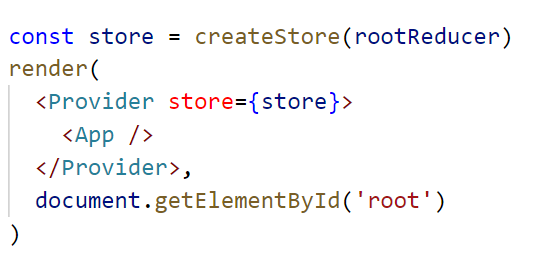 const store = createStore(rootReducer)
render(
  <Provider store={store}>
    <App />
  </Provider>,
  document.getElementById('root')
)